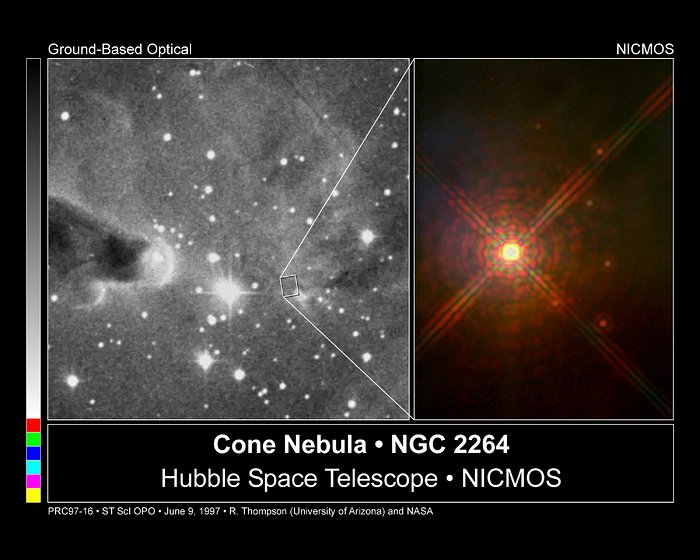 Ground-Based Optical
NICMOS
Cone Nebula • NGC 2264
Hubble Space Telescope • NICMOS
PRC97-16 • ST ScI OPO • June 9, 1997 • R. Thompson (University of Arizona) and NASA